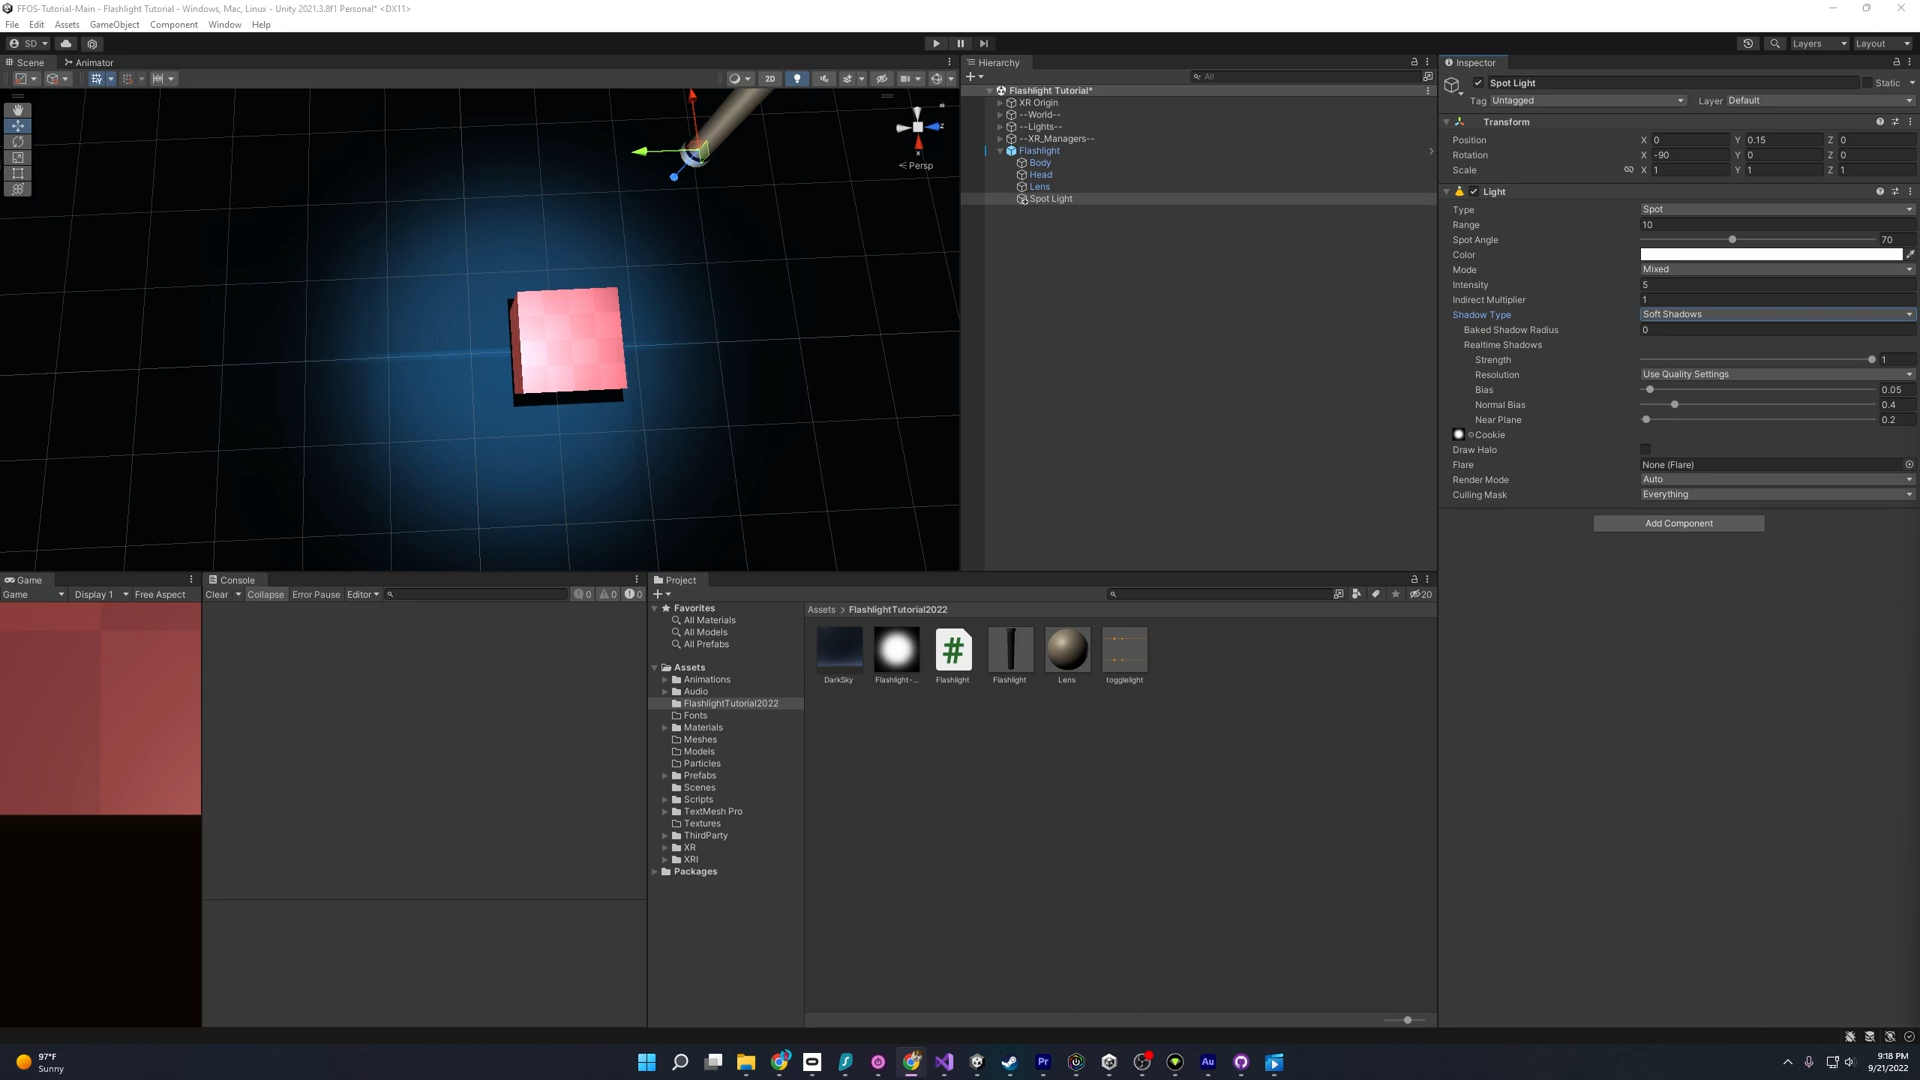 FFOS-Tutorial-Main - Flashlight Tutorial - Windows, Mac, Linux - Unity 2021.3.8f1 Personal* <DX11>
File Edit Assets GameObject Component Window Help
SD Layers Layout
Scene Animator
2D
< Persp
Hierarchy
All
Flashlight Tutorial*
XR Origin
--World--
--Lights--
--XR_Managers--
Flashlight
Body
Head
Lens
Spot Light
Inspector
Spot Light Static
Tag Untagged Layer Default
Transform
Position X 0 Y 0.15 Z 0
Rotation X -90 Y 0 Z 0
Scale X 1 Y 1 Z 1
Light
Type Spot
Range 10
Spot Angle 70
Color
Mode Mixed
Intensity 5
Indirect Multiplier 1
Shadow Type Soft Shadows
Baked Shadow Radius 0
Realtime Shadows
Strength 1
Resolution Use Quality Settings
Bias 0.05
Normal Bias 0.4
Near Plane 0.2
Cookie
Draw Halo
Flare None (Flare)
Render Mode Auto
Culling Mask Everything
Add Component
Game
Game Display 1 Free Aspect
Console
Clear Collapse Error Pause Editor 0 0 0
Project
20
Favorites
All Materials
All Models
All Prefabs
Assets
Animations
Audio
FlashlightTutorial2022
Fonts
Materials
Meshes
Models
Particles
Prefabs
Scenes
Scripts
TextMesh Pro
Textures
ThirdParty
XR
XRI
Packages
Assets > FlashlightTutorial2022
DarkSky Flashlight-... Flashlight Flashlight Lens togglelight
97°F
Sunny
Pr Au
9:18 PM
9/21/2022